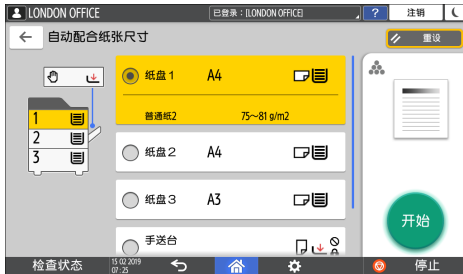 LONDON OFFICE
已登录：[LONDON OFFICE]
?
注销
自动配合纸张尺寸
重设
1
2
3
纸盘1 A4
普通纸2 75～81 g/m2
纸盘2 A4
纸盘3 A3
手送台
开始
检查状态
15 02 2019
07:25
停止